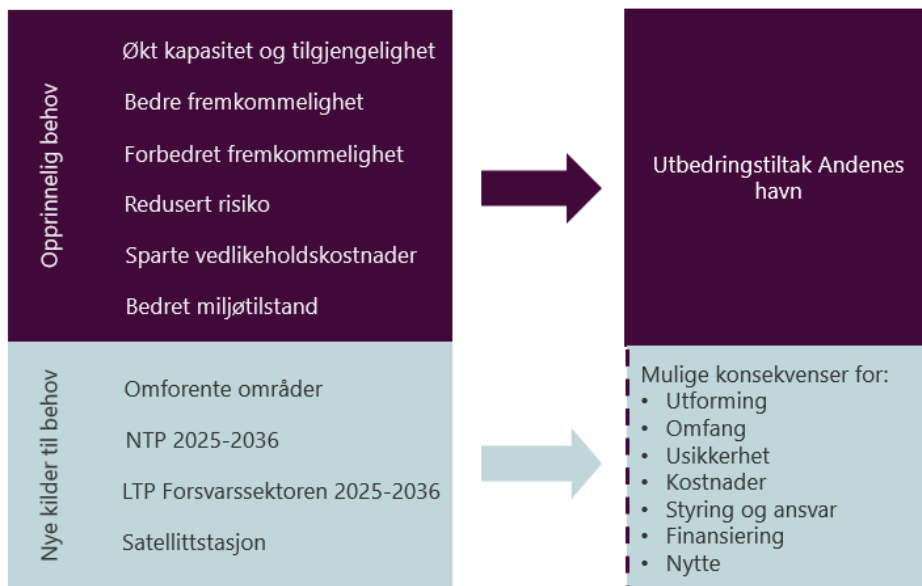 Opprinnelig behov
Økt kapasitet og tilgjengelighet
Bedre fremkommelighet
Forbedret fremkommelighet
Redusert risiko
Sparte vedlikeholdskostnader
Bedret miljøtilstand
Utbedringstiltak Andenes
havn
Nye kilder til behov
Omforente områder
NTP 2025-2036
LTP Forsvarssektoren 2025-2036
Satellittstasjon
Mulige konsekvenser for:
• Utforming
• Omfang
• Usikkerhet
• Kostnader
• Styring og ansvar
• Finansiering
• Nytte